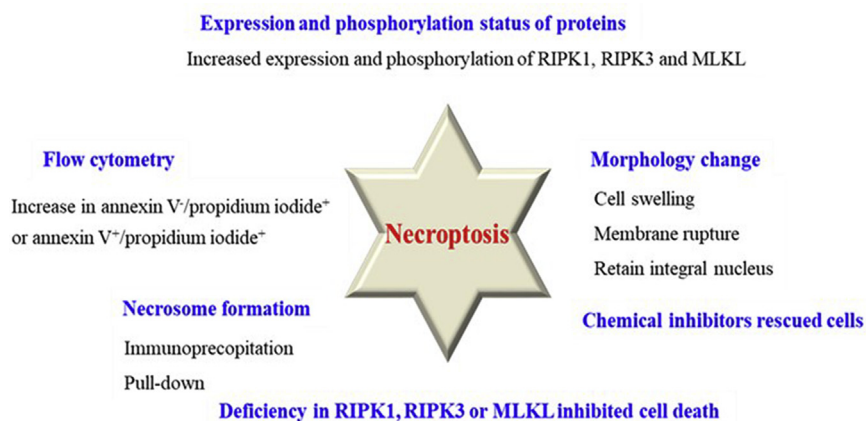 Expression and phosphorylation status of proteins
Increased expression and phosphorylation of RIPK1, RIPK3 and MLKL
Flow cytometry
Increase in annexin V⁻/propidium iodide⁺
or annexin V⁺/propidium iodide⁺
Morphology change
Cell swelling
Membrane rupture
Retain integral nucleus
Necroptosis
Necrosome formatiom
Immunoprecopitation
Pull-down
Chemical inhibitors rescued cells
Deficiency in RIPK1, RIPK3 or MLKL inhibited cell death